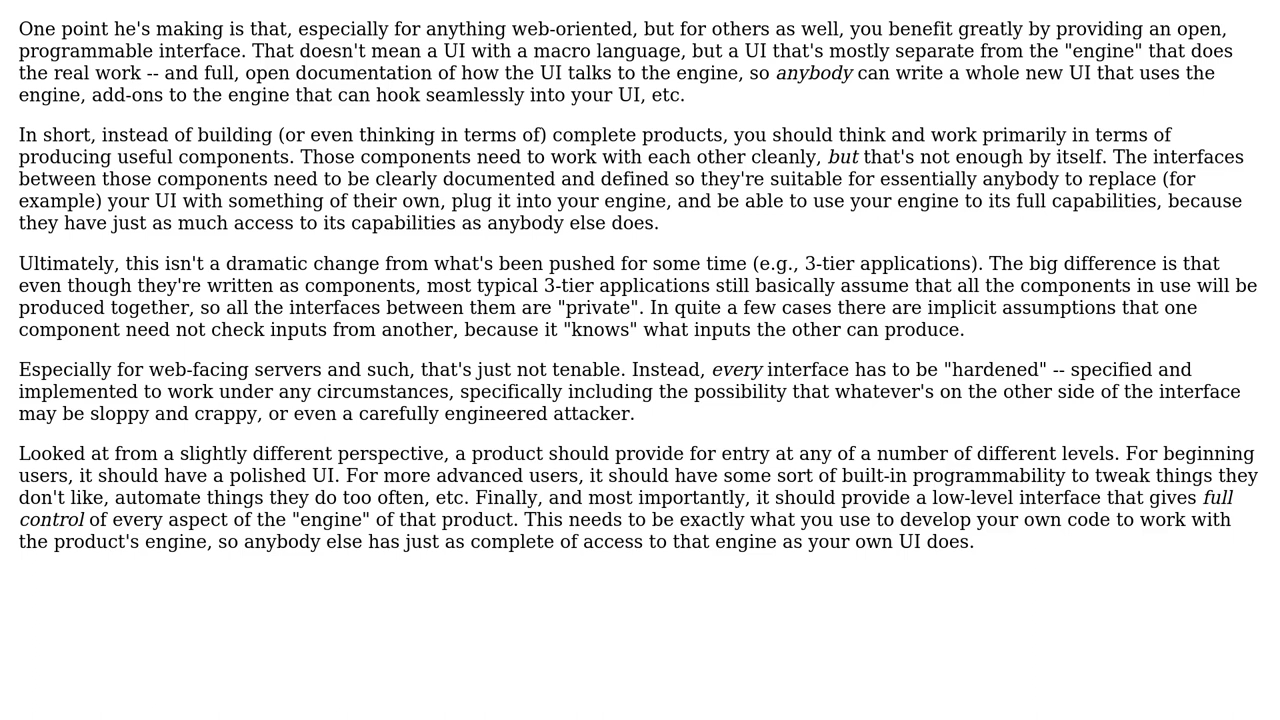 One point he's making is that, especially for anything web-oriented, but for others as well, you benefit greatly by providing an open,
programmable interface. That doesn't mean a UI with a macro language, but a UI that's mostly separate from the "engine" that does
the real work -- and full, open documentation of how the UI talks to the engine, so anybody can write a whole new UI that uses the
engine, add-ons to the engine that can hook seamlessly into your UI, etc.
In short, instead of building (or even thinking in terms of) complete products, you should think and work primarily in terms of
producing useful components. Those components need to work with each other cleanly, but that's not enough by itself. The interfaces
between those components need to be clearly documented and defined so they're suitable for essentially anybody to replace (for
example) your UI with something of their own, plug it into your engine, and be able to use your engine to its full capabilities, because
they have just as much access to its capabilities as anybody else does.
Ultimately, this isn't a dramatic change from what's been pushed for some time (e.g., 3-tier applications). The big difference is that
even though they're written as components, most typical 3-tier applications still basically assume that all the components in use will be
produced together, so all the interfaces between them are "private". In quite a few cases there are implicit assumptions that one
component need not check inputs from another, because it "knows" what inputs the other can produce.
Especially for web-facing servers and such, that's just not tenable. Instead, every interface has to be "hardened" -- specified and
implemented to work under any circumstances, specifically including the possibility that whatever's on the other side of the interface
may be sloppy and crappy, or even a carefully engineered attacker.
Looked at from a slightly different perspective, a product should provide for entry at any of a number of different levels. For beginning
users, it should have a polished UI. For more advanced users, it should have some sort of built-in programmability to tweak things they
don't like, automate things they do too often, etc. Finally, and most importantly, it should provide a low-level interface that gives full
control of every aspect of the "engine" of that product. This needs to be exactly what you use to develop your own code to work with
the product's engine, so anybody else has just as complete of access to that engine as your own UI does.